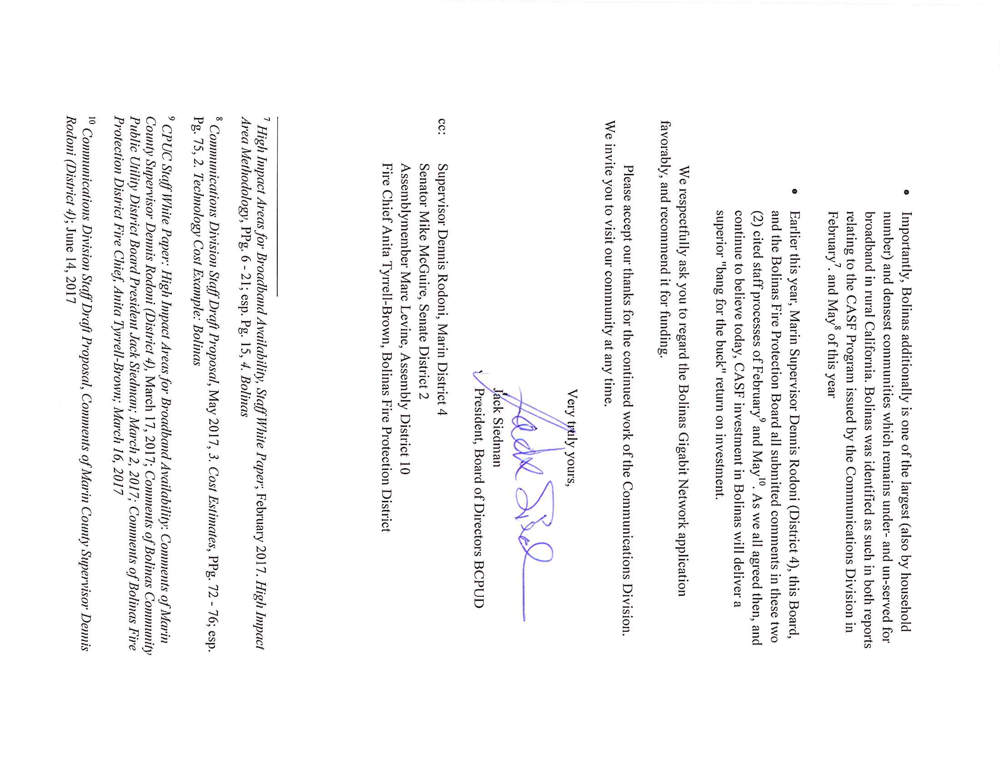 • Importantly, Bolinas additionally is one of the largest (also by household
number) and densest communities which remains under- and un-served for
broadband in rural California. Bolinas was identified as such in both reports
relating to the CASF Program issued by the Communications Division in
February⁷. and May⁸ of this year
• Earlier this year, Marin Supervisor Dennis Rodoni (District 4), this Board,
and the Bolinas Fire Protection Board all submitted comments in these two
(2) cited staff processes of February⁹ and May¹⁰. As we all agreed then, and
continue to believe today, CASF investment in Bolinas will deliver a
superior "bang for the buck" return on investment.
We respectfully ask you to regard the Bolinas Gigabit Network application
favorably, and recommend it for funding.
Please accept our thanks for the continued work of the Communications Division.
We invite you to visit our community at any time.
Very truly yours,
Jack Siedman
President, Board of Directors BCPUD
cc: Supervisor Dennis Rodoni, Marin District 4
Senator Mike McGuire, Senate District 2
Assemblymember Marc Levine, Assembly District 10
Fire Chief Anita Tyrrell-Brown, Bolinas Fire Protection District
⁷ High Impact Areas for Broadband Availability, Staff White Paper; February 2017. High Impact
Area Methodology, PPg. 6 - 21; esp. Pg. 15, 4. Bolinas
⁸ Communications Division Staff Draft Proposal, May 2017, 3. Cost Estimates, PPg. 72 - 76; esp.
Pg. 75, 2. Technology Cost Example: Bolinas
⁹ CPUC Staff White Paper: High Impact Areas for Broadband Availability: Comments of Marin
County Supervisor Dennis Rodoni (District 4), March 17, 2017; Comments of Bolinas Community
Public Utility District Board President Jack Siedman; March 2, 2017; Comments of Bolinas Fire
Protection District Fire Chief, Anita Tyrrell-Brown; March 16, 2017
¹⁰ Communications Division Staff Draft Proposal, Comments of Marin County Supervisor Dennis
Rodoni (District 4); June 14, 2017